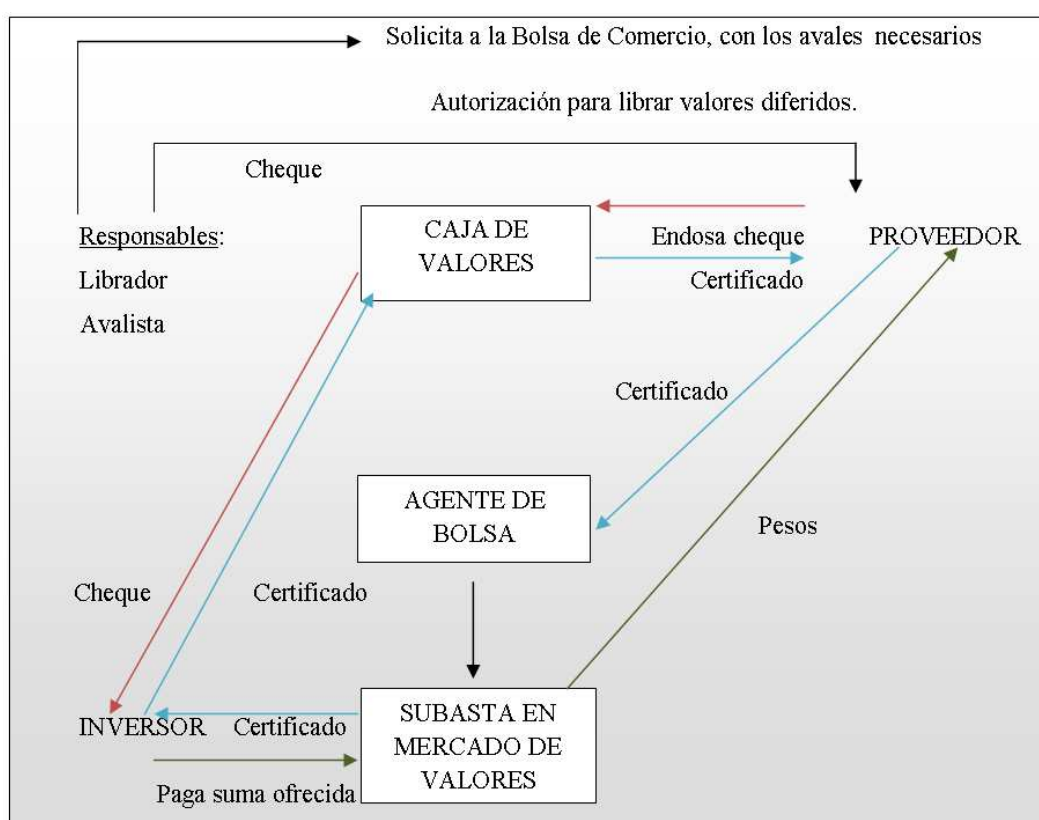 Solicita a la Bolsa de Comercio, con los avales necesarios
Autorización para librar valores diferidos.
Cheque
Responsables:
Librador
Avalista
CAJA DE
VALORES
Endosa cheque
Certificado
PROVEEDOR
Certificado
AGENTE DE
BOLSA
Pesos
Cheque
Certificado
INVERSOR
Certificado
SUBASTA EN
MERCADO DE
VALORES
Paga suma ofrecida